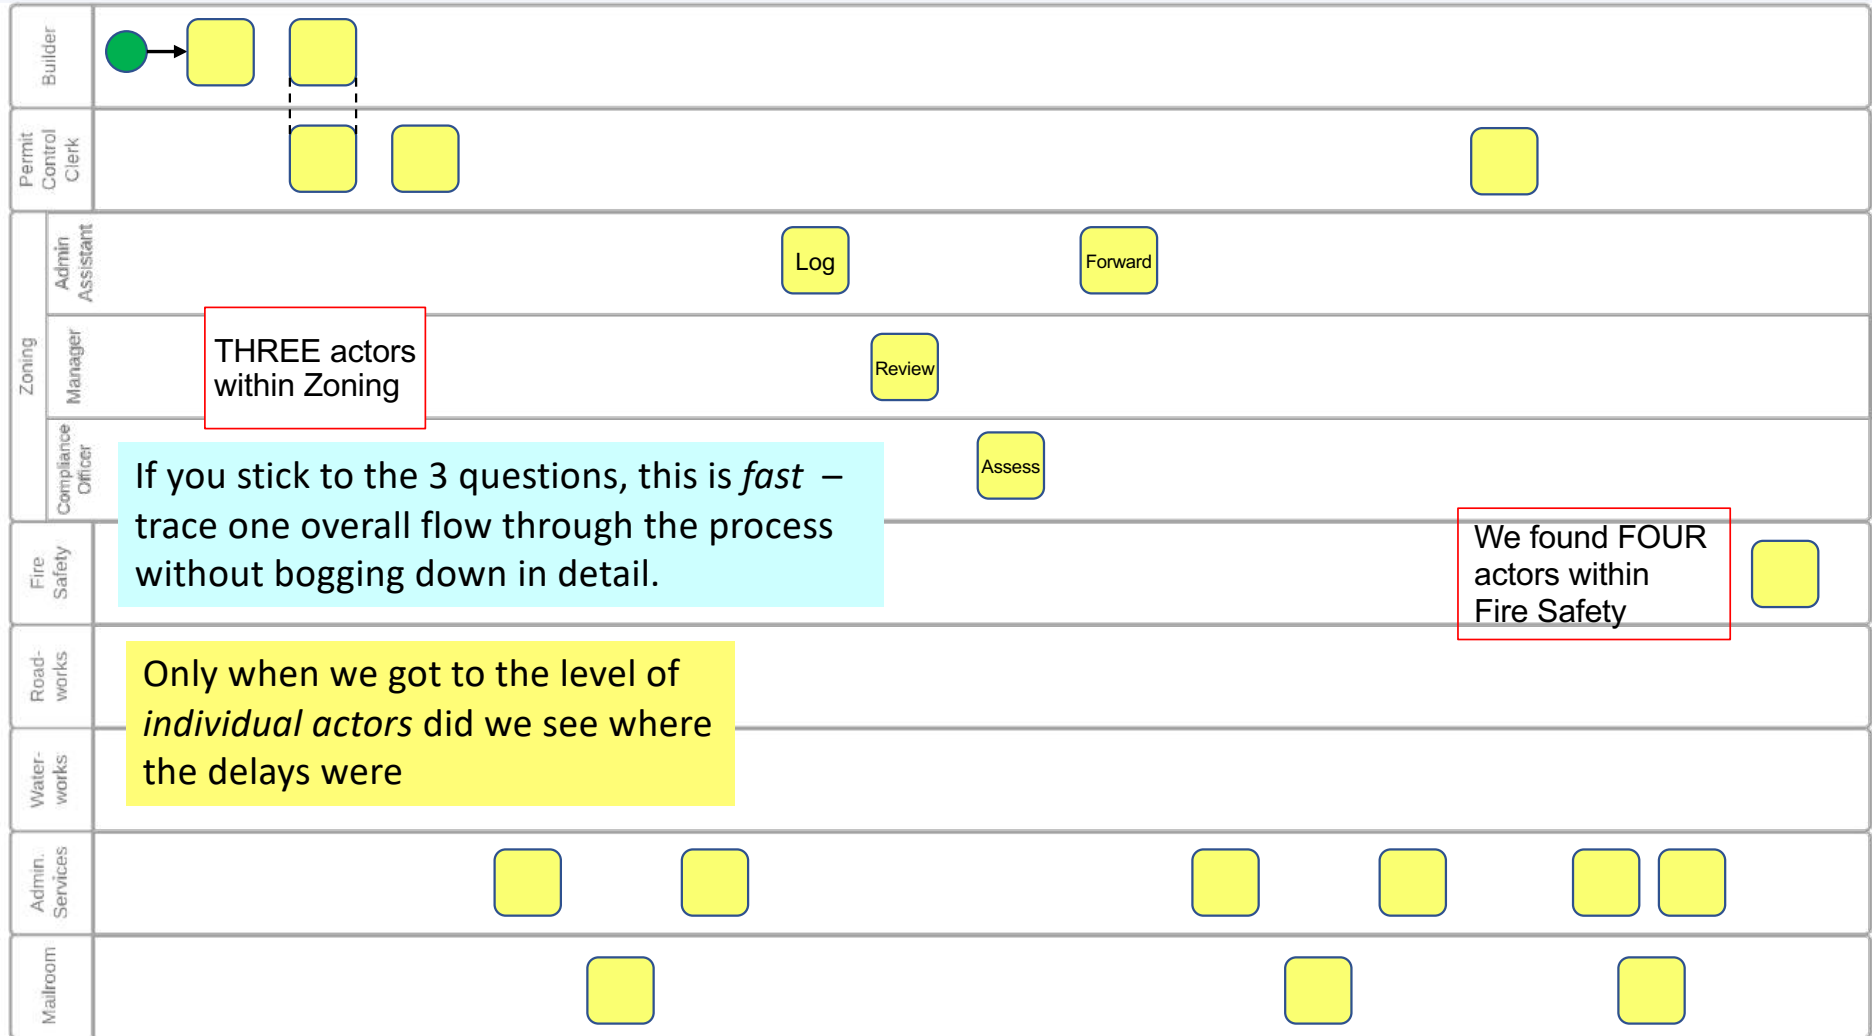 Builder
Permit
Control
Clerk
Zoning
Admin
Assistant
Log
Forward
Manager
THREE actors
within Zoning
Review
Compliance
Officer
Assess
If you stick to the 3 questions, this is fast –
trace one overall flow through the process
without bogging down in detail.
Fire
Safety
We found FOUR
actors within
Fire Safety
Road-
works
Only when we got to the level of
individual actors did we see where
the delays were
Water-
works
Admin.
Services
Mailroom